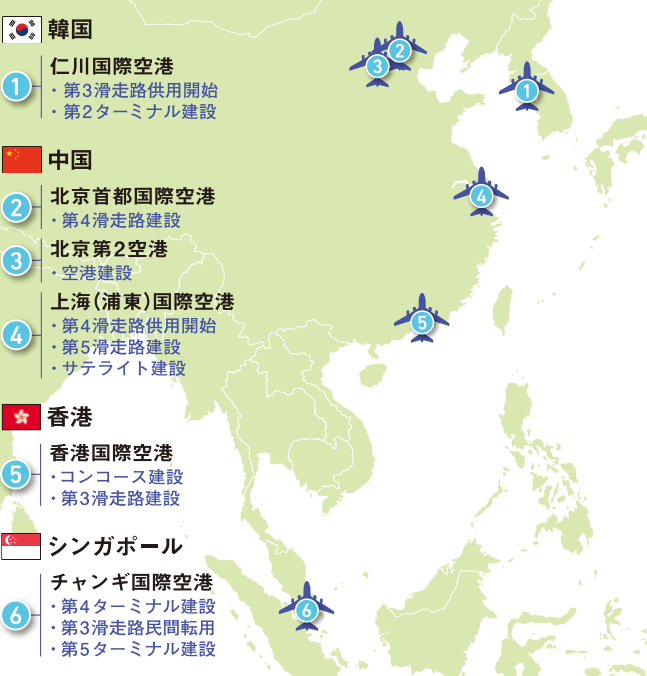 韓国
1
仁川国際空港
・第3滑走路供用開始
・第2ターミナル建設
中国
2
北京首都国際空港
・第4滑走路建設
3
北京第2空港
・空港建設
4
上海(浦東)国際空港
・第4滑走路供用開始
・第5滑走路建設
・サテライト建設
香港
5
香港国際空港
・コンコース建設
・第3滑走路建設
シンガポール
6
チャンギ国際空港
・第4ターミナル建設
・第3滑走路民間転用
・第5ターミナル建設
2
3
1
4
5
6